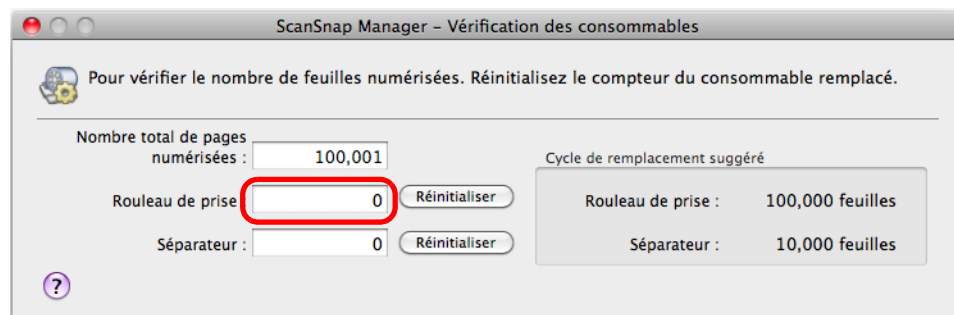 ScanSnap Manager – Vérification des consommables
Pour vérifier le nombre de feuilles numérisées. Réinitialisez le compteur du consommable remplacé.
Nombre total de pages
numérisées : 100,001
Cycle de remplacement suggéré
Rouleau de prise : 0 Réinitialiser
Rouleau de prise : 100,000 feuilles
Séparateur : 0 Réinitialiser
Séparateur : 10,000 feuilles
?